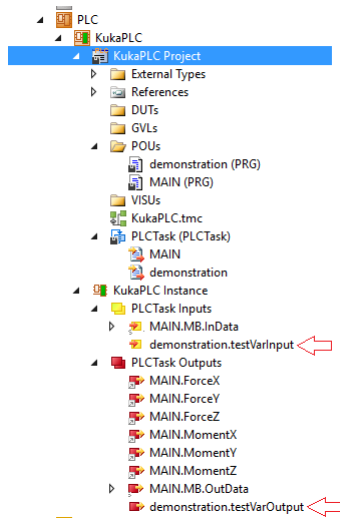 PLC
KukaPLC
KukaPLC Project
External Types
References
DUTs
GVLs
POUs
demonstration (PRG)
MAIN (PRG)
VISUs
KukaPLC.tmc
PLCTask (PLCTask)
MAIN
demonstration
KukaPLC Instance
PLCTask Inputs
MAIN.MB.InData
demonstration.testVarInput
PLCTask Outputs
MAIN.ForceX
MAIN.ForceY
MAIN.ForceZ
MAIN.MomentX
MAIN.MomentY
MAIN.MomentZ
MAIN.MB.OutData
demonstration.testVarOutput